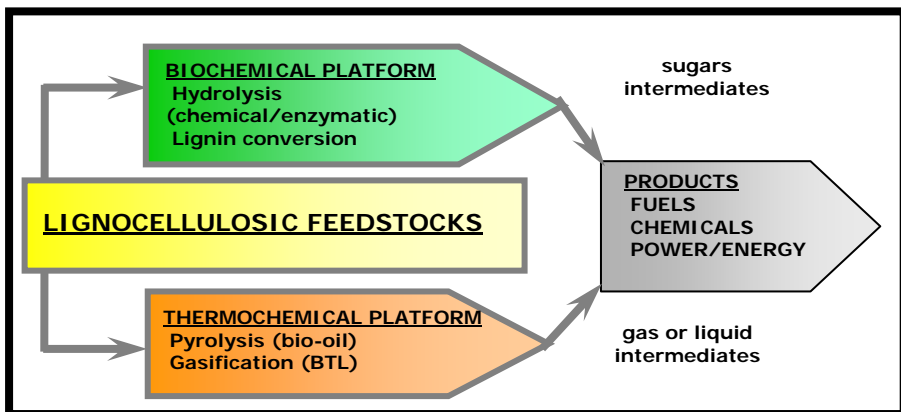 BIOCHEMICAL PLATFORM
Hydrolysis
(chemical/enzymatic)
Lignin conversion
sugars
intermediates
LIGNOCELLULOSIC FEEDSTOCKS
PRODUCTS
FUELS
CHEMICALS
POWER/ENERGY
THERMOCHEMICAL PLATFORM
Pyrolysis (bio-oil)
Gasification (BTL)
gas or liquid
intermediates